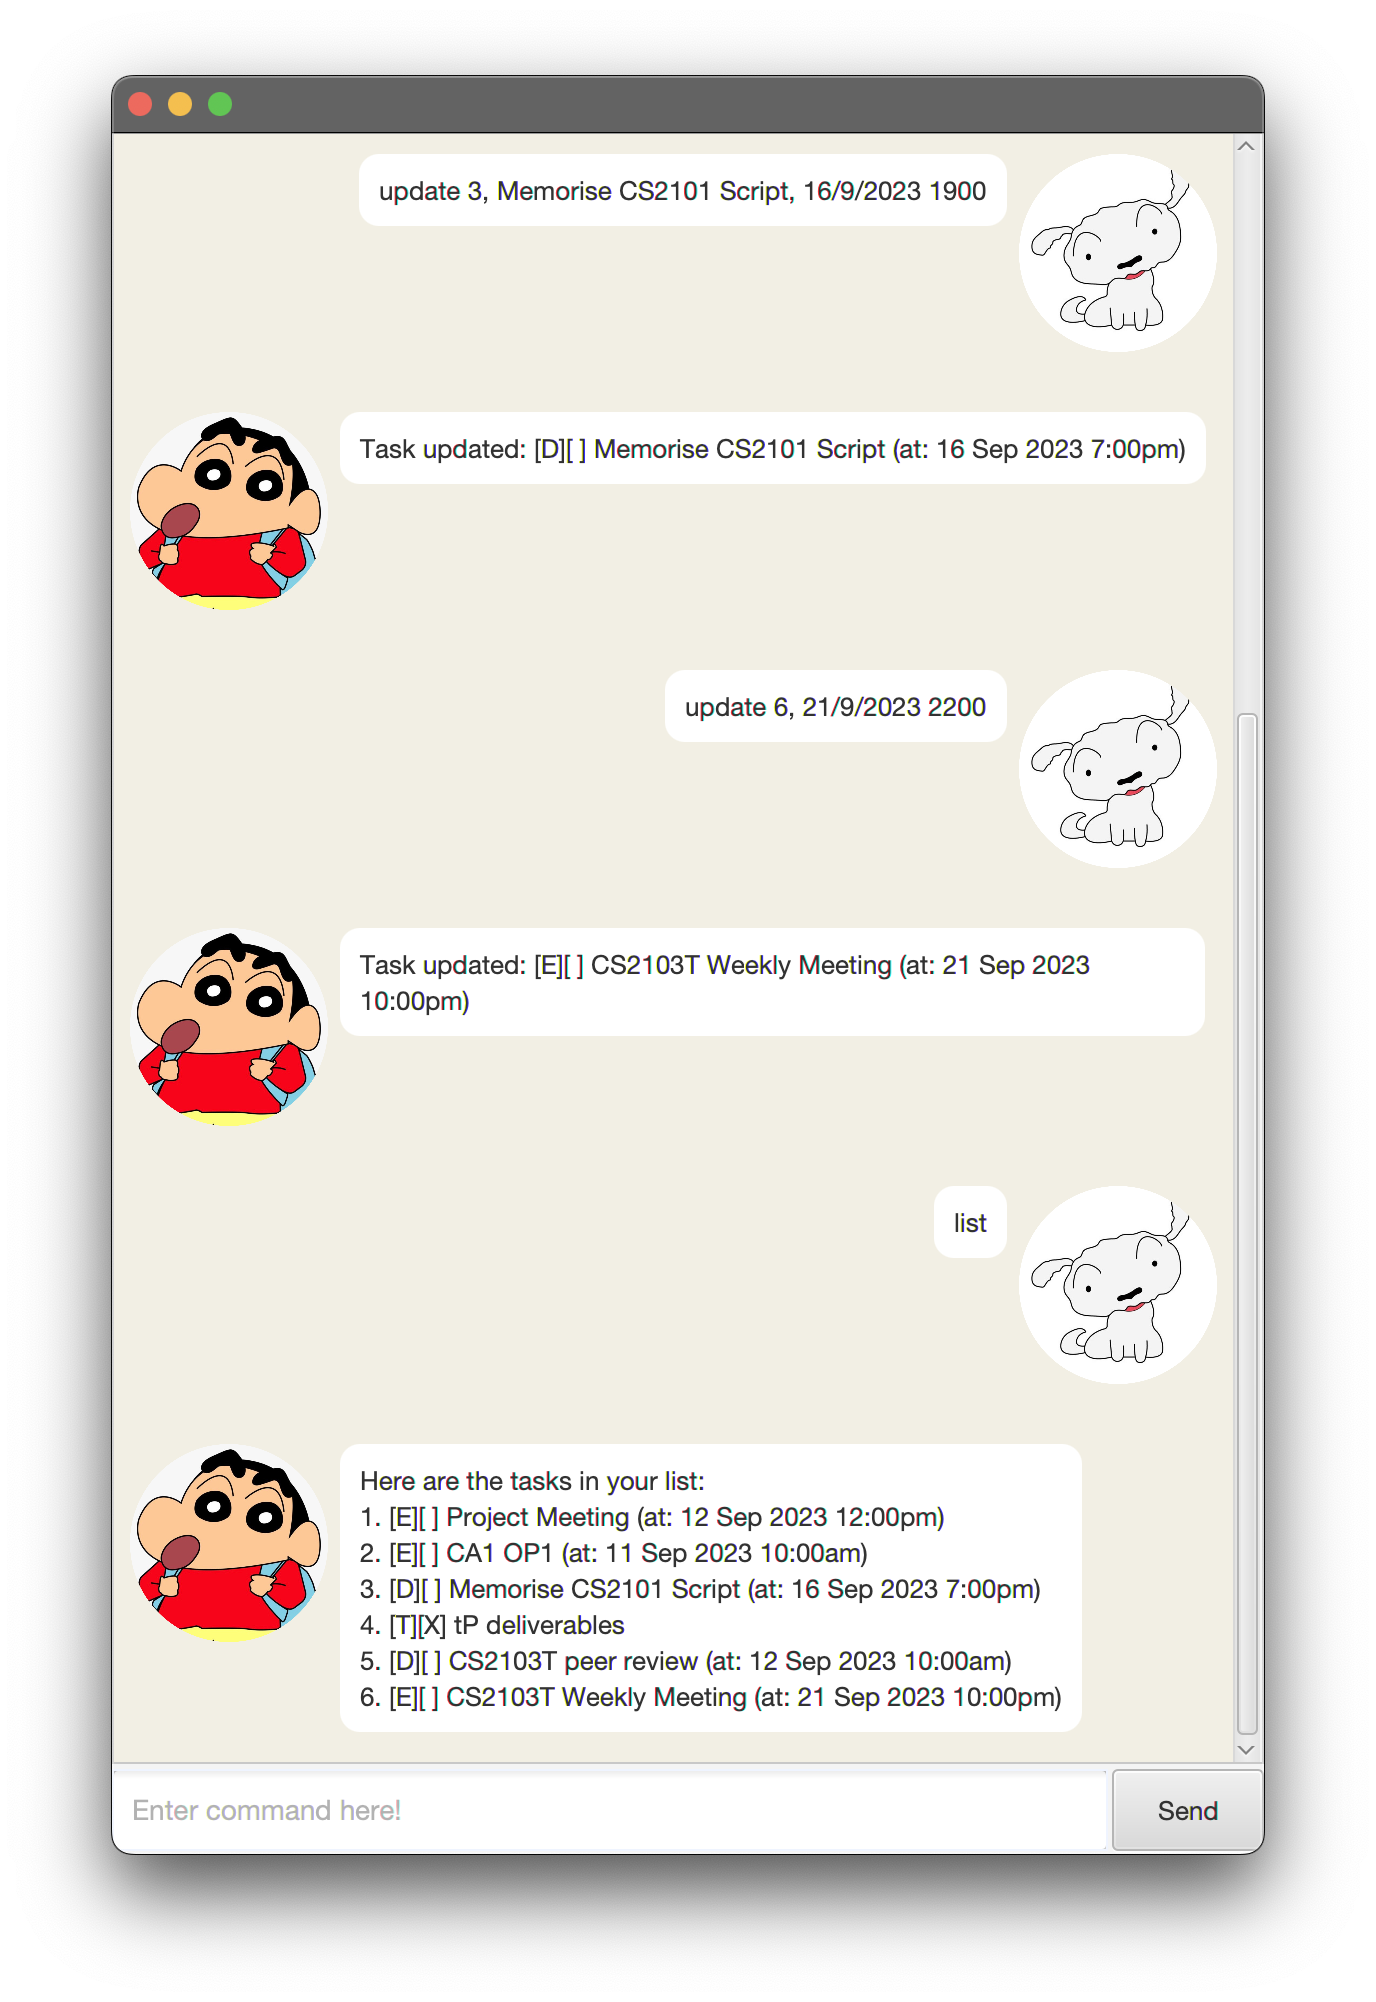 update 3, Memorise CS2101 Script, 16/9/2023 1900
Task updated: [D][ ] Memorise CS2101 Script (at: 16 Sep 2023 7:00pm)
update 6, 21/9/2023 2200
Task updated: [E][ ] CS2103T Weekly Meeting (at: 21 Sep 2023
10:00pm)
list
Here are the tasks in your list:
1. [E][ ] Project Meeting (at: 12 Sep 2023 12:00pm)
2. [E][ ] CA1 OP1 (at: 11 Sep 2023 10:00am)
3. [D][ ] Memorise CS2101 Script (at: 16 Sep 2023 7:00pm)
4. [T][X] tP deliverables
5. [D][ ] CS2103T peer review (at: 12 Sep 2023 10:00am)
6. [E][ ] CS2103T Weekly Meeting (at: 21 Sep 2023 10:00pm)
Enter command here!
Send